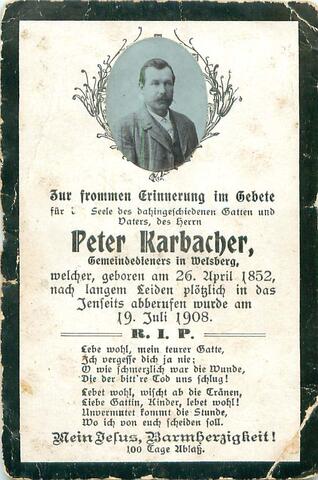 Zur frommen Erinnerung im Gebete
für Seele des dahingeschiedenen Gatten und
Vaters, des Herrn
Peter Karbacher,
Gemeindedieners in Welsberg,
welcher, geboren am 26. April 1852,
nach langem Leiden plötzlich in das
Jenseits abberufen wurde am
19. Juli 1908.
R. I. P.
Lebe wohl, mein teurer Gatte,
Ich vergesse dich ja nie;
O wie schmerzlich war die Wunde,
Die der bitt're Tod uns schlug!
Lebet wohl, wischt ab die Tränen,
Liebe Gattin, Kinder, lebet wohl!
Unvermutet kommt die Stunde,
Wo ich von euch scheiden soll.
Mein Jesus, Barmherzigkeit!
100 Tage Ablaß.